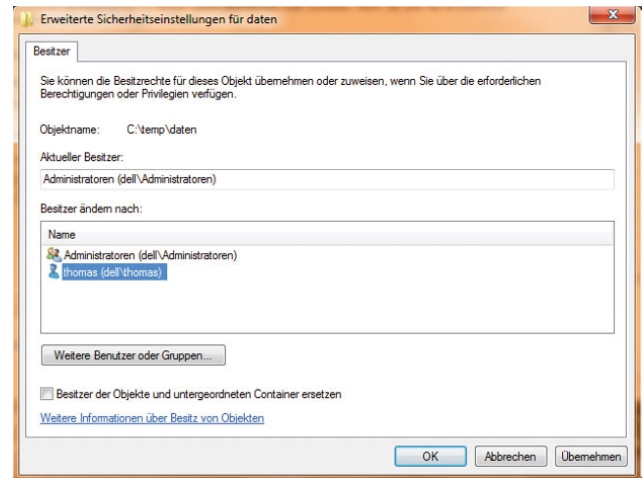 Erweiterte Sicherheitseinstellungen für daten
Besitzer
Sie können die Besitzrechte für dieses Objekt übernehmen oder zuweisen, wenn Sie über die erforderlichen
Berechtigungen oder Privilegien verfügen.
Objektname: C:\temp\daten
Aktueller Besitzer:
Administratoren (dell\Administratoren)
Besitzer ändern nach:
Name
Administratoren (dell\Administratoren)
thomas (dell\thomas)
Weitere Benutzer oder Gruppen...
Besitzer der Objekte und untergeordneten Container ersetzen
Weitere Informationen über Besitz von Objekten
OK Abbrechen Übernehmen